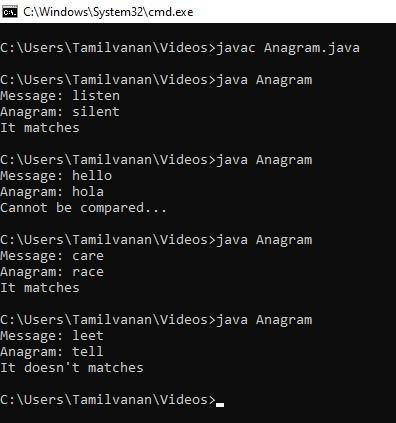 C:\Windows\System32\cmd.exe
C:\Users\Tamilvanan\Videos>javac Anagram.java
C:\Users\Tamilvanan\Videos>java Anagram
Message: listen
Anagram: silent
It matches
C:\Users\Tamilvanan\Videos>java Anagram
Message: hello
Anagram: hola
Cannot be compared...
C:\Users\Tamilvanan\Videos>java Anagram
Message: care
Anagram: race
It matches
C:\Users\Tamilvanan\Videos>java Anagram
Message: leet
Anagram: tell
It doesn't matches
C:\Users\Tamilvanan\Videos>